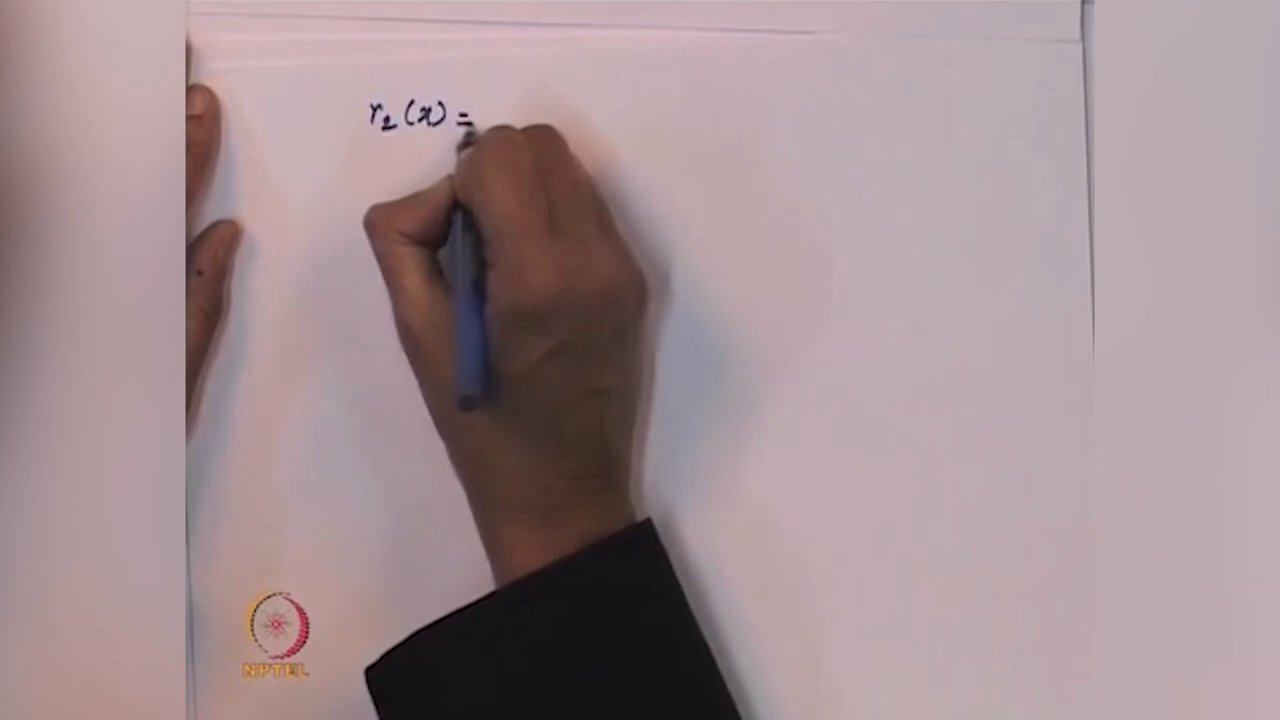 r₂(x) =
NPTEL